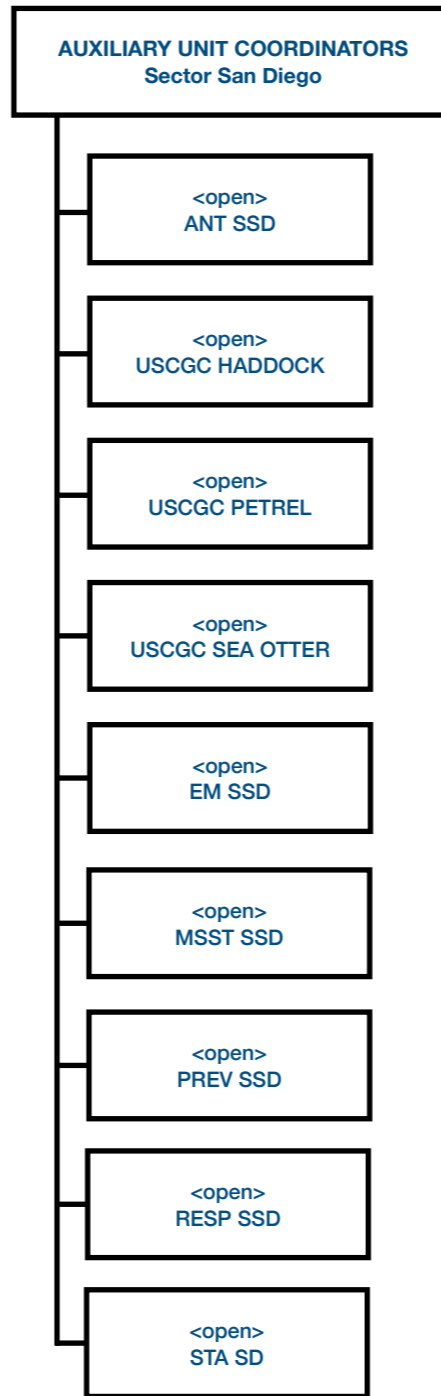 AUXILIARY UNIT COORDINATORS
Sector San Diego
<open>
ANT SSD
<open>
USCGC HADDOCK
<open>
USCGC PETREL
<open>
USCGC SEA OTTER
<open>
EM SSD
<open>
MSST SSD
<open>
PREV SSD
<open>
RESP SSD
<open>
STA SD